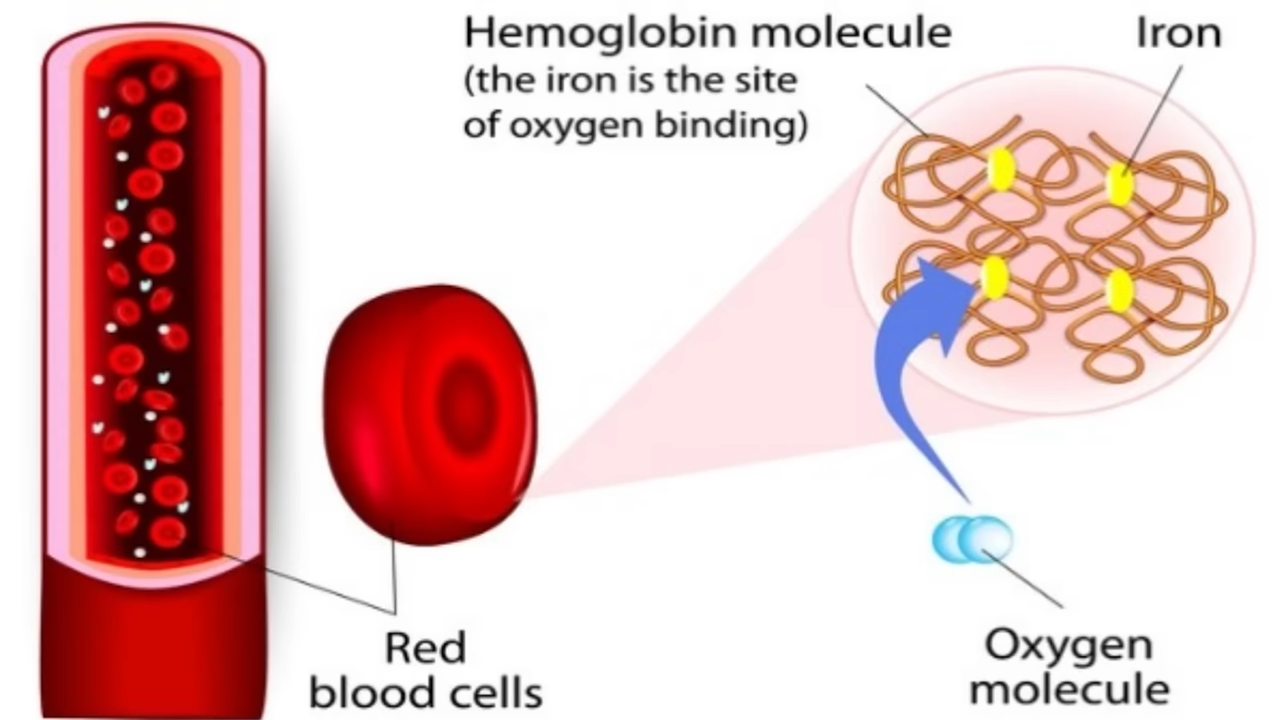 Hemoglobin molecule
(the iron is the site
of oxygen binding)
Iron
Red
blood cells
Oxygen
molecule